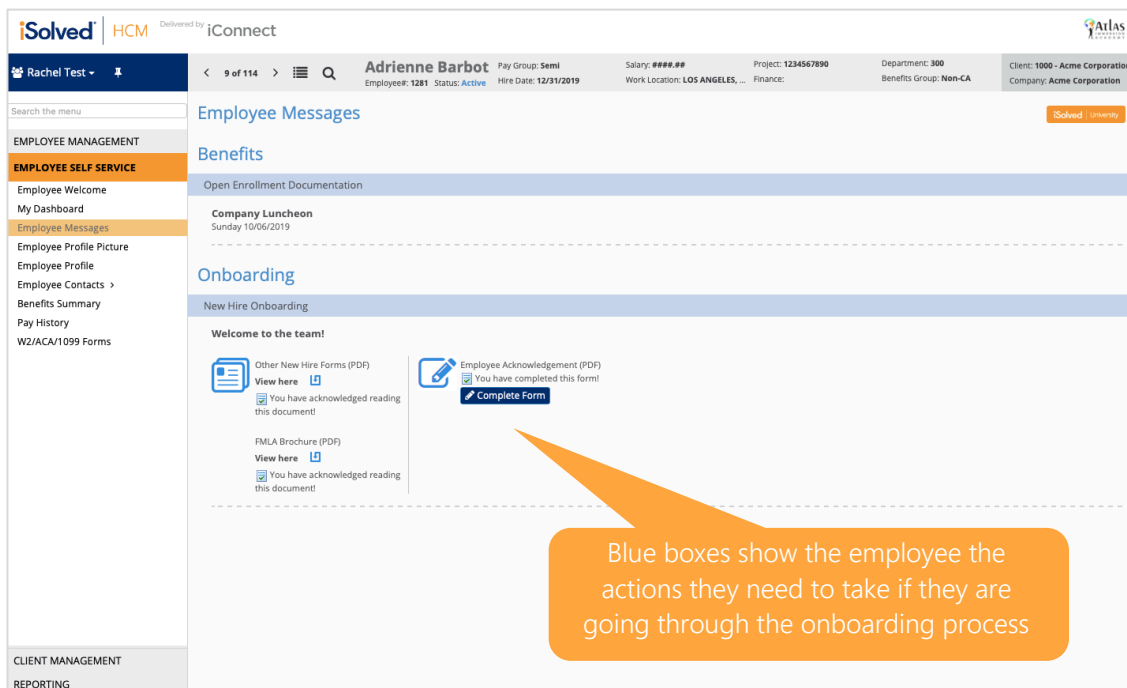 iSolved HCM Delivered by iConnect
Atlas
Rachel Test
9 of 114
Adrienne Barbot
Employee#: 1281 Status: Active
Pay Group: Semi
Hire Date: 12/31/2019
Salary: ####.##
Work Location: LOS ANGELES, ...
Project: 1234567890
Finance:
Department: 300
Benefits Group: Non-CA
Client: 1000 - Acme Corporation
Company: Acme Corporation
Search the menu
EMPLOYEE MANAGEMENT
EMPLOYEE SELF SERVICE
Employee Welcome
My Dashboard
Employee Messages
Employee Profile Picture
Employee Profile
Employee Contacts >
Benefits Summary
Pay History
W2/ACA/1099 Forms
CLIENT MANAGEMENT
REPORTING
Employee Messages
iSolved University
Benefits
Open Enrollment Documentation
Company Luncheon
Sunday 10/06/2019
Onboarding
New Hire Onboarding
Welcome to the team!
Other New Hire Forms (PDF)
View here
You have acknowledged reading
this document!
FMLA Brochure (PDF)
View here
You have acknowledged reading
this document!
Employee Acknowledgement (PDF)
You have completed this form!
Complete Form
Blue boxes show the employee the
actions they need to take if they are
going through the onboarding process